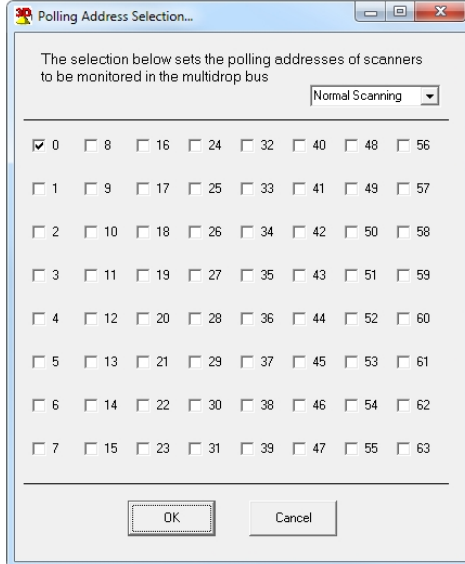 Polling Address Selection...
The selection below sets the polling addresses of scanners
to be monitored in the multidrop bus
Normal Scanning
0 8 16 24 32 40 48 56
1 9 17 25 33 41 49 57
2 10 18 26 34 42 50 58
3 11 19 27 35 43 51 59
4 12 20 28 36 44 52 60
5 13 21 29 37 45 53 61
6 14 22 30 38 46 54 62
7 15 23 31 39 47 55 63
OK Cancel